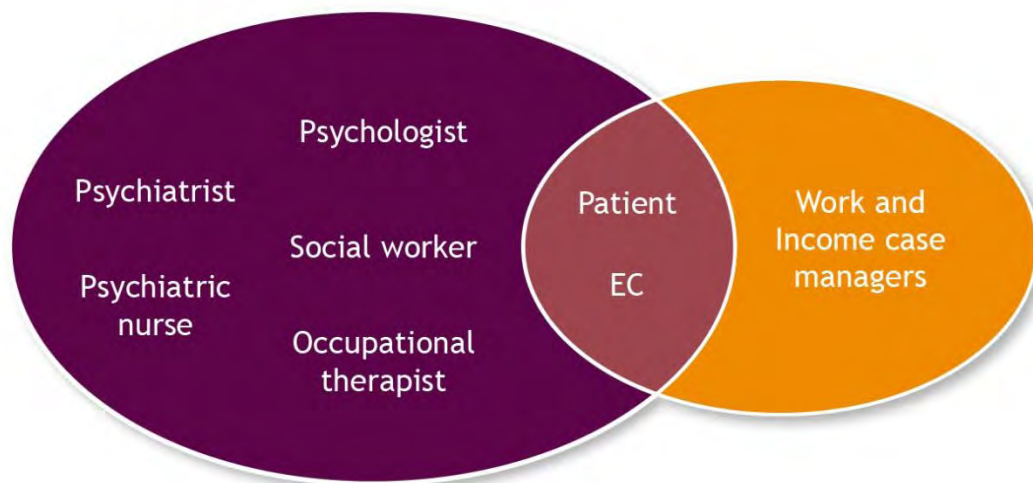 Psychologist
Psychiatrist
Social worker
Psychiatric
nurse
Occupational
therapist
Patient
EC
Work and
Income case
managers